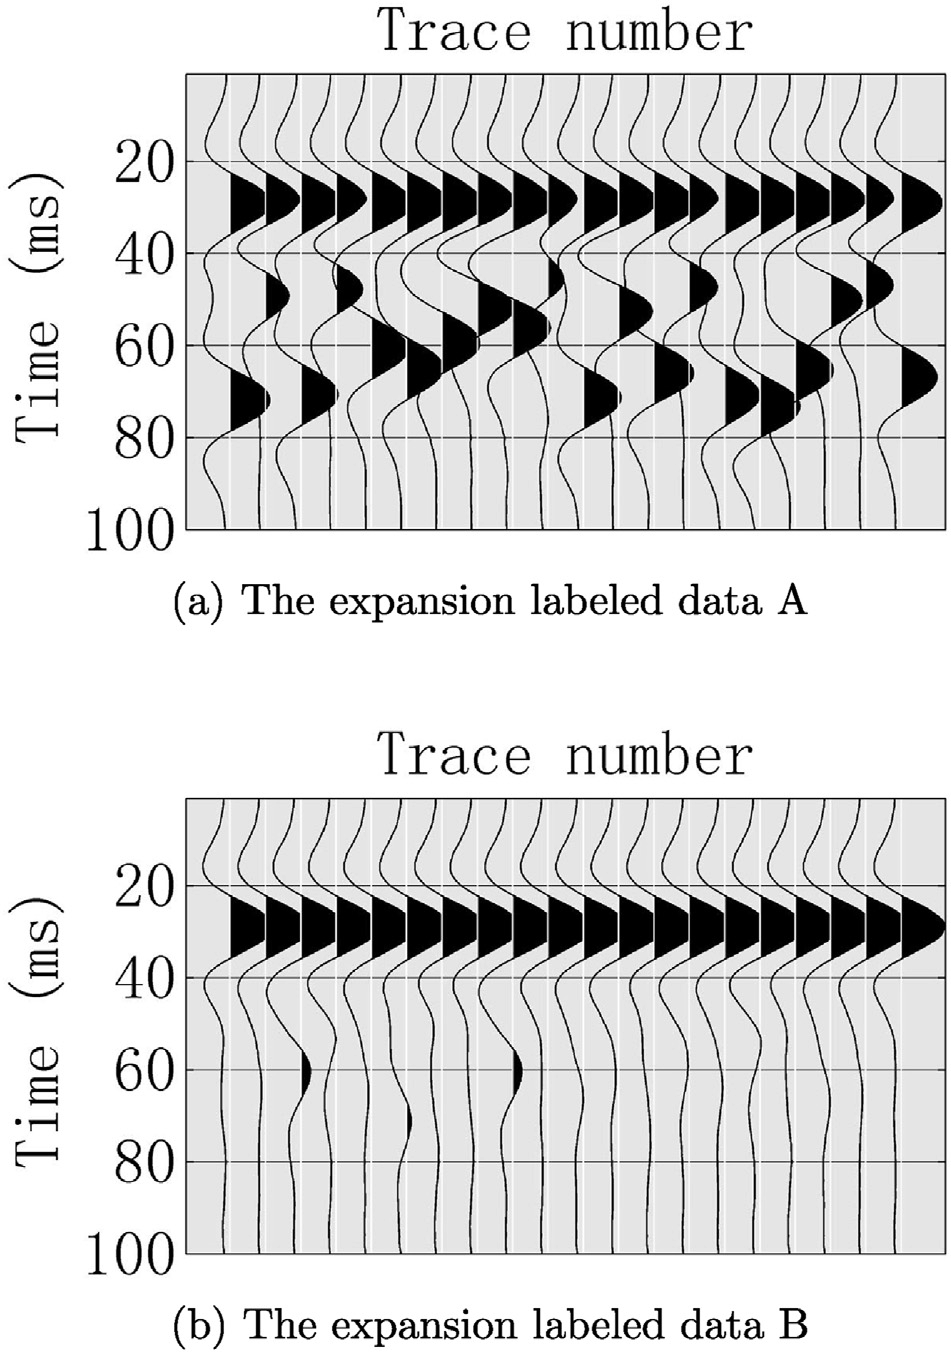 Trace number
Time (ms)
20
40
60
80
100
(a) The expansion labeled data A
Trace number
Time (ms)
20
40
60
80
100
(b) The expansion labeled data B